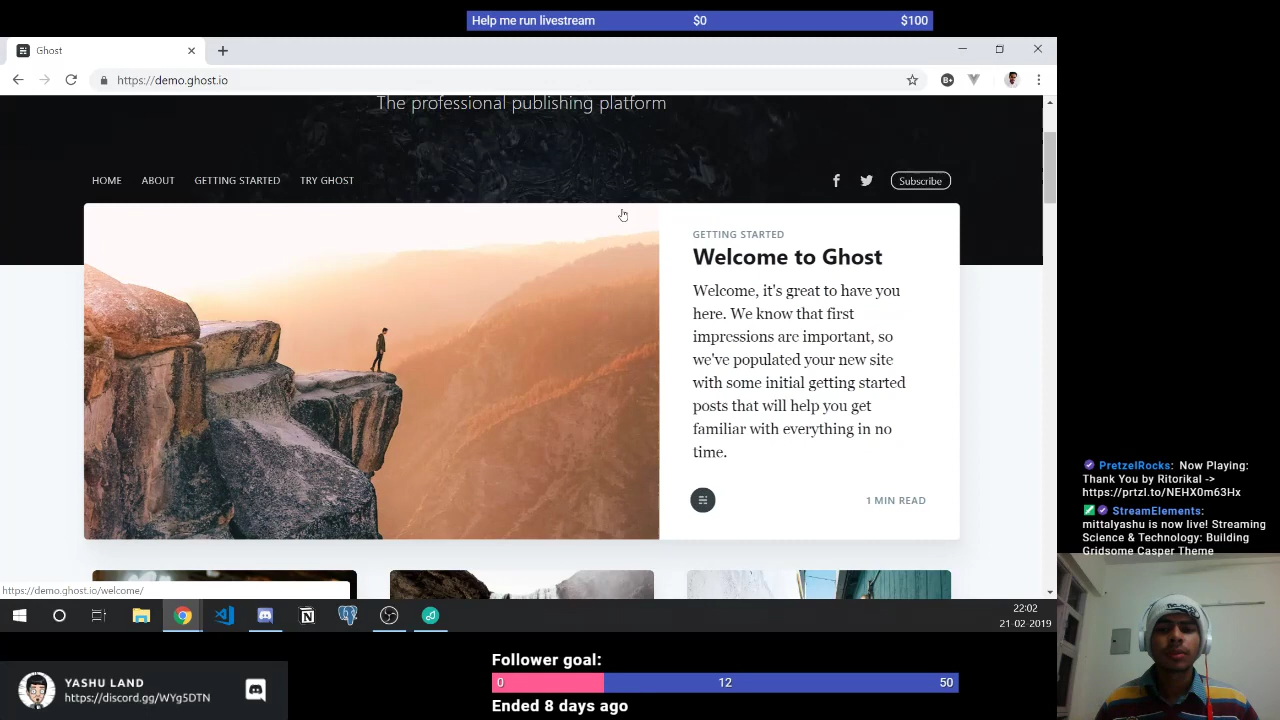 Help me run livestream $0 $100
Ghost
https://demo.ghost.io
The professional publishing platform
HOME ABOUT GETTING STARTED TRY GHOST Subscribe
GETTING STARTED
Welcome to Ghost
Welcome, it's great to have you
here. We know that first
impressions are important, so
we've populated your new site
with some initial getting started
posts that will help you get
familiar with everything in no
time.
1 MIN READ
https://demo.ghost.io/welcome/
22:02
21-02-2019
PretzelRocks: Now Playing:
Thank You by Ritorikal ->
https://prtzl.to/NEHX0m63Hx
StreamElements:
mittalyashu is now live! Streaming
Science & Technology: Building
Gridsome Casper Theme
Follower goal:
0 12 50
Ended 8 days ago
YASHU LAND
https://discord.gg/WYg5DTN